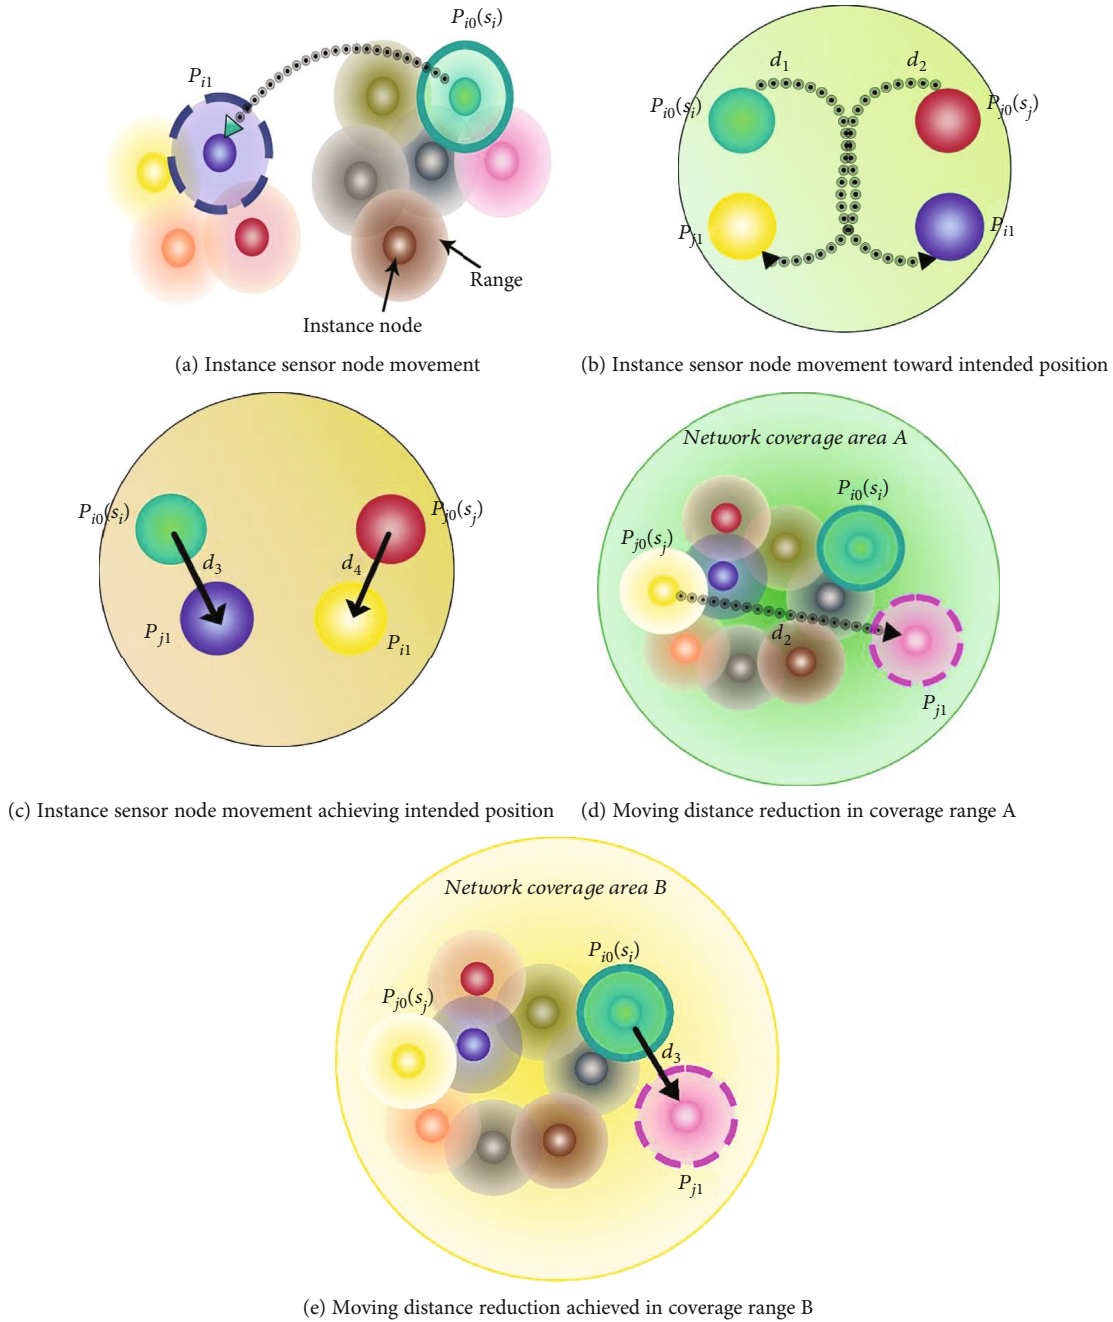 P_{i0}(s_i)
P_{i1}
Range
Instance node
(a) Instance sensor node movement
d_1
d_2
P_{i0}(s_i)
P_{j0}(s_j)
P_{j1}
P_{i1}
(b) Instance sensor node movement toward intended position
P_{i0}(s_i)
P_{j0}(s_j)
d_3
d_4
P_{j1}
P_{i1}
(c) Instance sensor node movement achieving intended position
Network coverage area A
P_{i0}(s_i)
P_{j0}(s_j)
d_2
P_{j1}
(d) Moving distance reduction in coverage range A
Network coverage area B
P_{i0}(s_i)
P_{j0}(s_j)
d_3
P_{j1}
(e) Moving distance reduction achieved in coverage range B